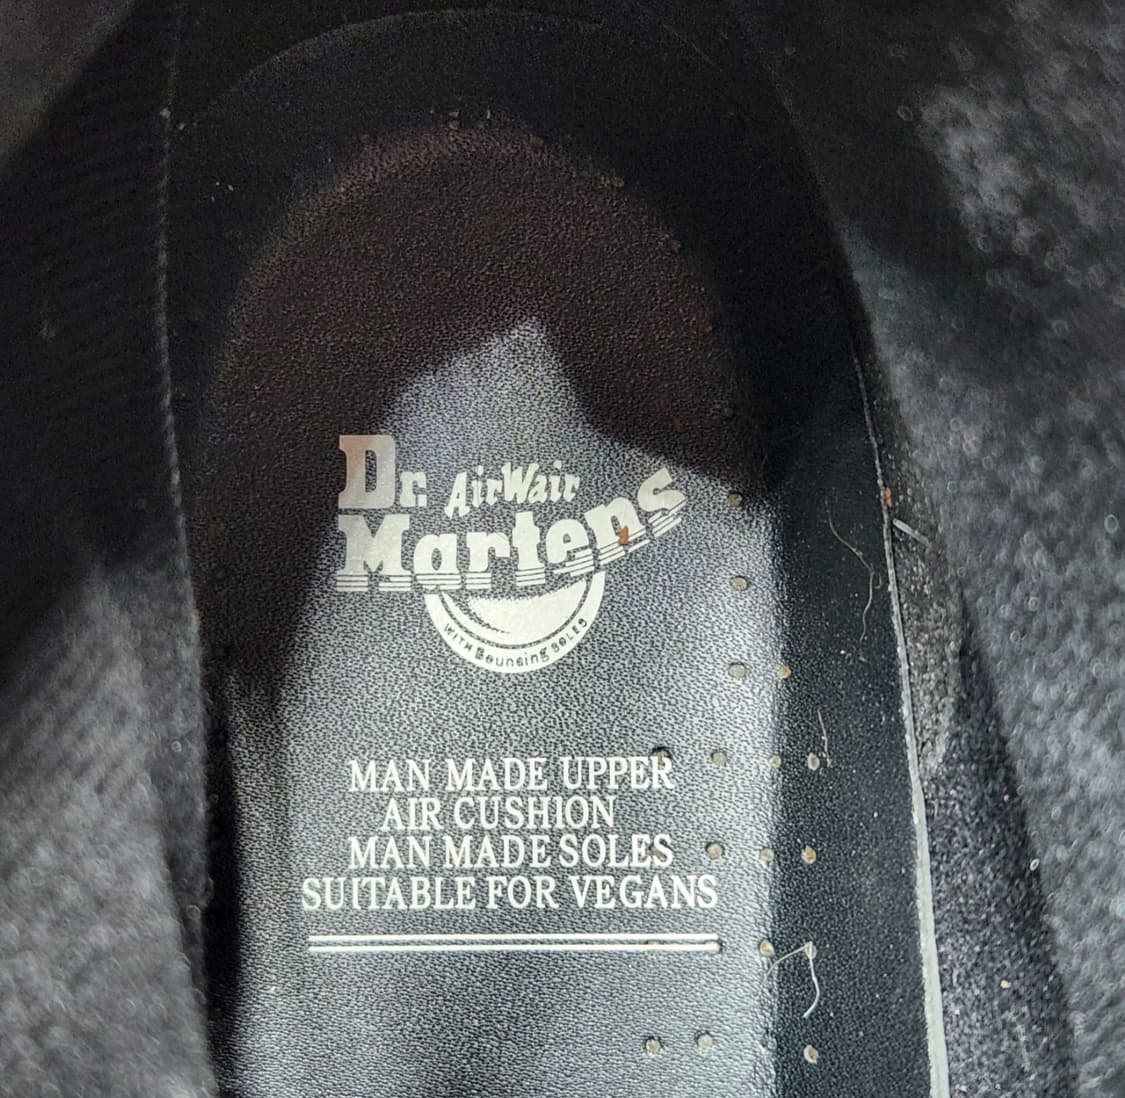 Dr. AirWair
Martens
WITH Bouncing SOLES
MAN MADE UPPER
AIR CUSHION
MAN MADE SOLES
SUITABLE FOR VEGANS